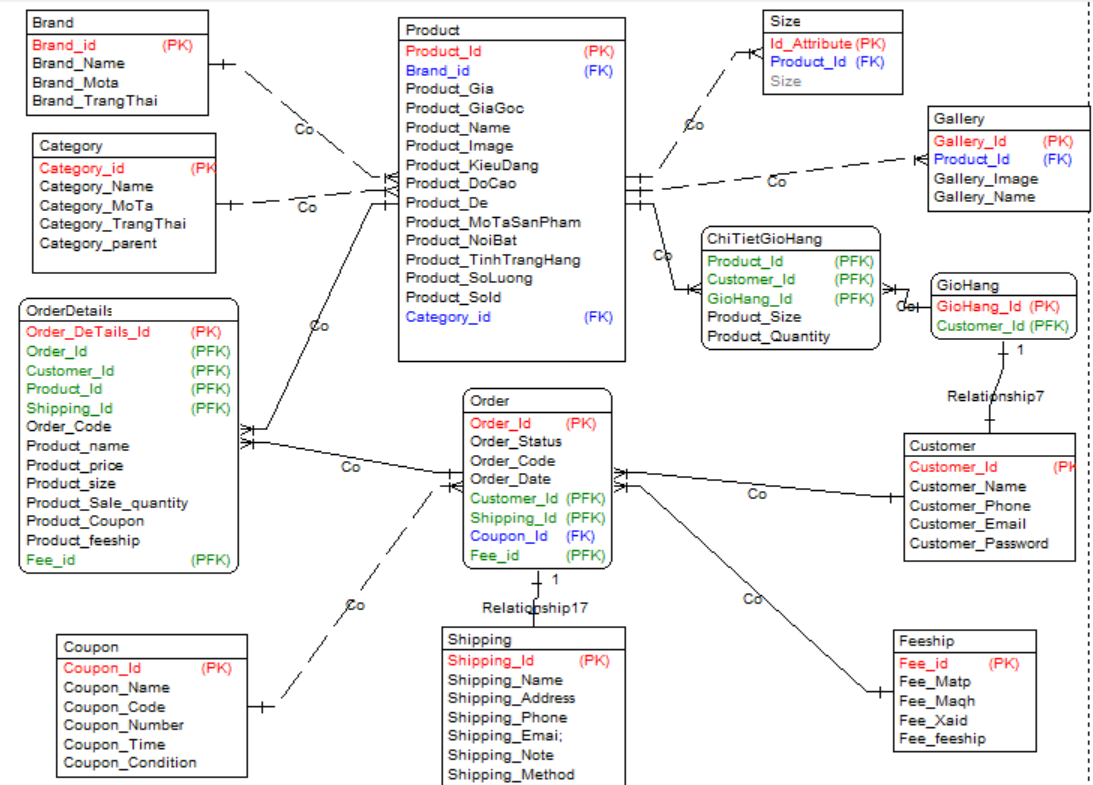 Brand
Brand_id (PK)
Brand_Name
Brand_Mota
Brand_TrangThai
Category
Category_id (PK
Category_Name
Category_MoTa
Category_TrangThai
Category_parent
Product
Product_Id (PK)
Brand_id (FK)
Product_Gia
Product_GiaGoc
Product_Name
Product_Image
Product_KieuDang
Product_DoCao
Product_De
Product_MoTaSanPham
Product_NoiBat
Product_TinhTrangHang
Product_SoLuong
Product_Sold
Category_id (FK)
Size
Id_Attribute (PK)
Product_Id (FK)
Size
Gallery
Gallery_Id (PK)
Product_Id (FK)
Gallery_Image
Gallery_Name
Co
Co
Co
Co
Co
Co
Co
ChiTietGioHang
Product_Id (PFK)
Customer_Id (PFK)
GioHang_Id (PFK)
Product_Size
Product_Quantity
GioHang
GioHang_Id (PK)
Customer_Id (PFK)
1
Relationship7
OrderDetails
Order_DeTails_Id (PK)
Order_Id (PFK)
Customer_Id (PFK)
Product_Id (PFK)
Shipping_Id (PFK)
Order_Code
Product_name
Product_price
Product_size
Product_Sale_quantity
Product_Coupon
Product_feeship
Fee_id (PFK)
Co
Order
Order_Id (PK)
Order_Status
Order_Code
Order_Date
Customer_Id (PFK)
Shipping_Id (PFK)
Coupon_Id (FK)
Fee_id (PFK)
Co
Customer
Customer_Id (PK
Customer_Name
Customer_Phone
Customer_Email
Customer_Password
Co
1
Relationship17
Co
Coupon
Coupon_Id (PK)
Coupon_Name
Coupon_Code
Coupon_Number
Coupon_Time
Coupon_Condition
Shipping
Shipping_Id (PK)
Shipping_Name
Shipping_Address
Shipping_Phone
Shipping_Emai;
Shipping_Note
Shipping_Method
Feeship
Fee_id (PK)
Fee_Matp
Fee_Maqh
Fee_Xaid
Fee_feeship